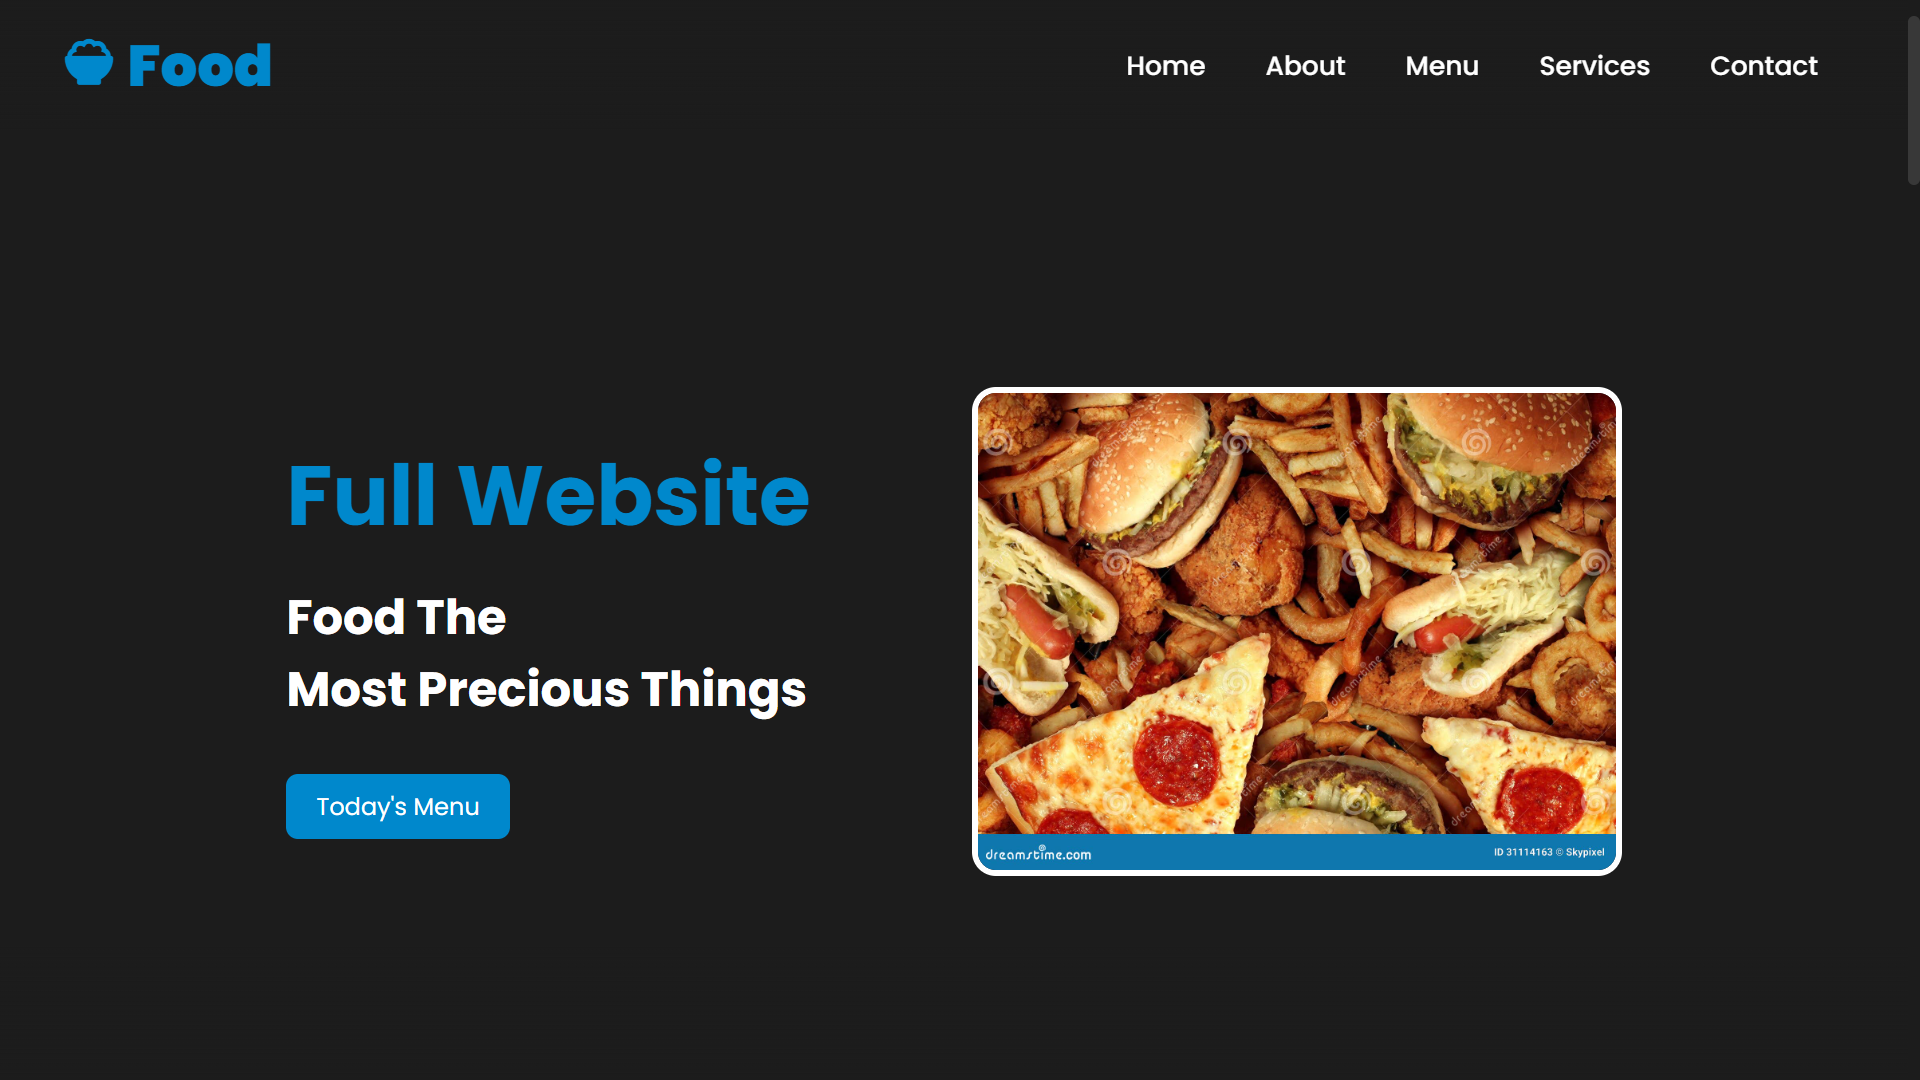 Food
Home
About
Menu
Services
Contact
Full Website
Food The
Most Precious Things
Today's Menu
dreamstime.com
ID 31114163 © Skypixel